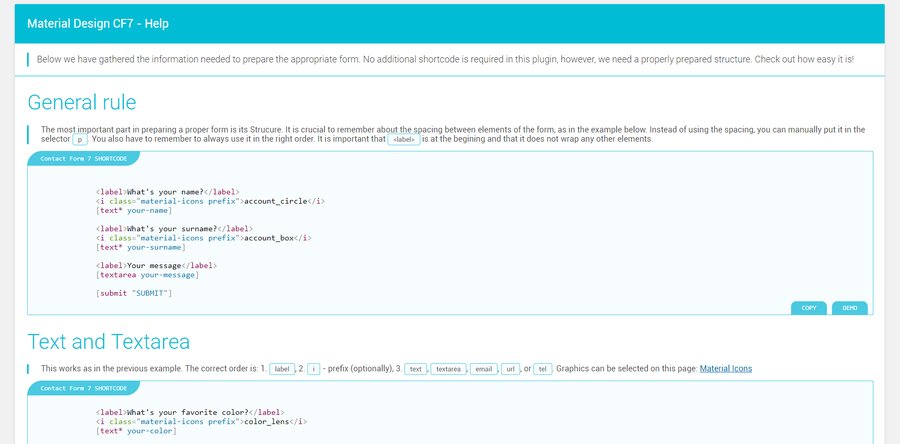 Material Design CF7 - Help
Below we have gathered the information needed to prepare the appropriate form. No additional shortcode is required in this plugin, however, we need a properly prepared structure. Check out how easy it is!
General rule
The most important part in preparing a proper form is its Strucure. It is crucial to remember about the spacing between elements of the form, as in the example below. Instead of using the spacing, you can manually put it in the
selector p . You also have to remember to always use it in the right order. It is important that <label> is at the begining and that it does not wrap any other elements.
Contact Form 7 SHORTCODE
<label>What's your name?</label>
<i class="material-icons prefix">account_circle</i>
[text* your-name]
<label>What's your surname?</label>
<i class="material-icons prefix">account_box</i>
[text* your-surname]
<label>Your message</label>
[textarea your-message]
[submit "SUBMIT"]
COPY DEMO
Text and Textarea
This works as in the previous example. The correct order is: 1. label , 2. i - prefix (optionally), 3. text , textarea , email , url , or tel Graphics can be selected on this page: Material Icons
Contact Form 7 SHORTCODE
<label>What's your favorite color?</label>
<i class="material-icons prefix">color_lens</i>
[text* your-color]